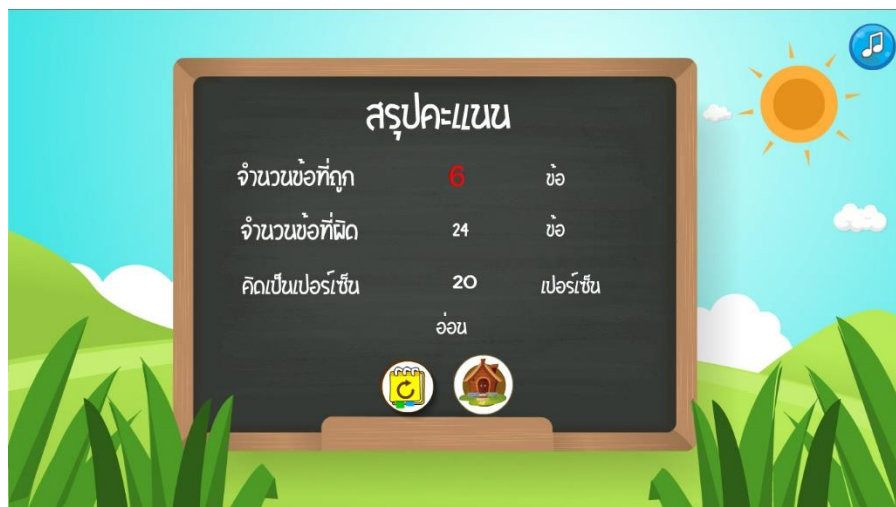 สรุปคะแนน
จำนวนข้อที่ถูก 6 ข้อ
จำนวนข้อที่ผิด 24 ข้อ
คิดเป็นเปอร์เซ็น 20 เปอร์เซ็น
อ่อน